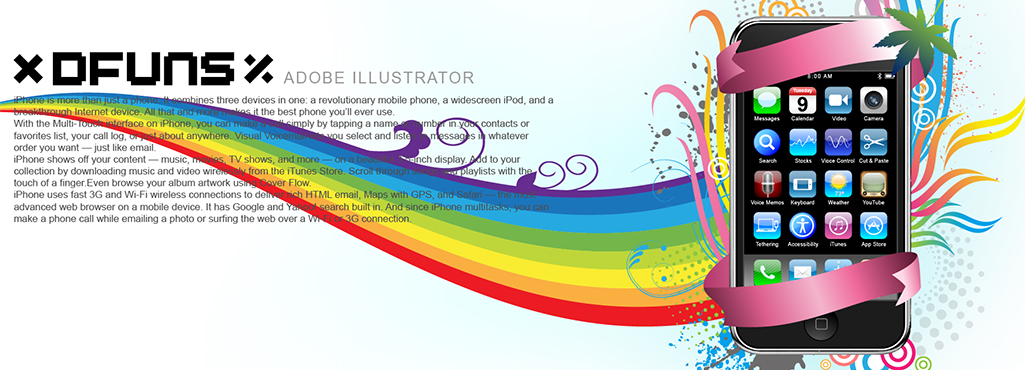 × DFUNS ٪
ADOBE ILLUSTRATOR
iPhone is more than just a phone. It combines three devices in one: a revolutionary mobile phone, a widescreen iPod, and a
breakthrough Internet device. All that and more makes it the best phone you'll ever use.
With the Multi-Touch interface on iPhone, you can make a call simply by tapping a name or number in your contacts or
favorites list, your call log, or just about anywhere. Visual Voicemail lets you select and listen to messages in whatever
order you want — just like email.
iPhone shows off your content — music, movies, TV shows, and more — on a beautiful inch display. Add to your
collection by downloading music and video wirelessly from the iTunes Store. Scroll through songs and playlists with the
touch of a finger.Even browse your album artwork using Cover Flow.
iPhone uses fast 3G and Wi-Fi wireless connections to deliver rich HTML email, Maps with GPS, and Safari — the most
advanced web browser on a mobile device. It has Google and Yahoo! search built in. And since iPhone multitasks, you can
make a phone call while emailing a photo or surfing the web over a Wi-Fi or 3G connection.
8:00 AM
Tuesday
9
Messages Calendar Video Camera
Search Stocks Voice Control Cut & Paste
73°
Voice Memos Keyboard Weather YouTube
Tethering Accessibility iTunes App Store